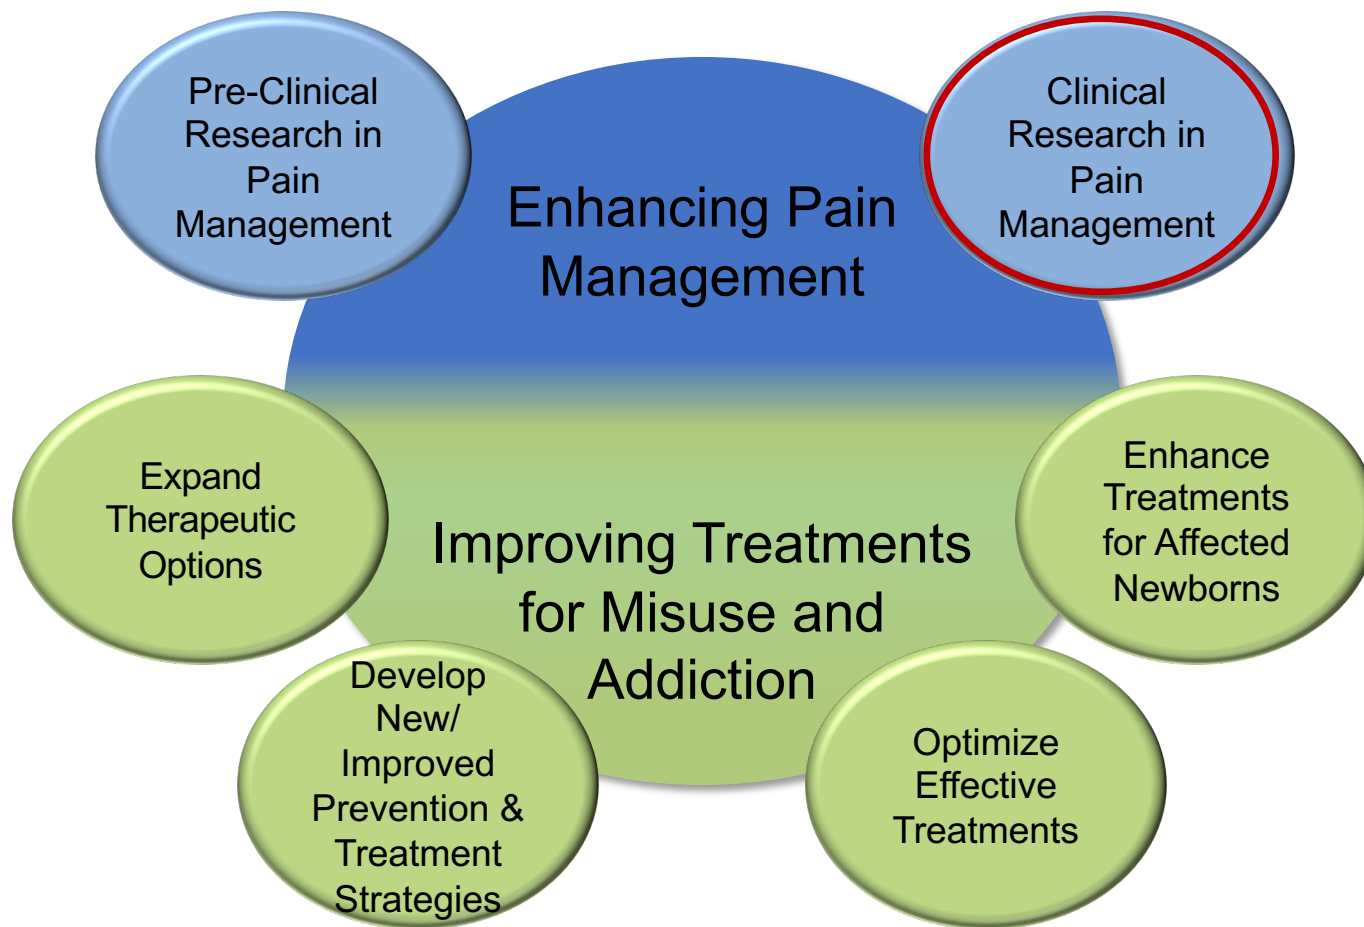 Pre-Clinical
Research in
Pain
Management
Clinical
Research in
Pain
Management
Enhancing Pain
Management
Expand
Therapeutic
Options
Enhance
Treatments
for Affected
Newborns
Improving Treatments
for Misuse and
Addiction
Develop
New/
Improved
Prevention &
Treatment
Strategies
Optimize
Effective
Treatments